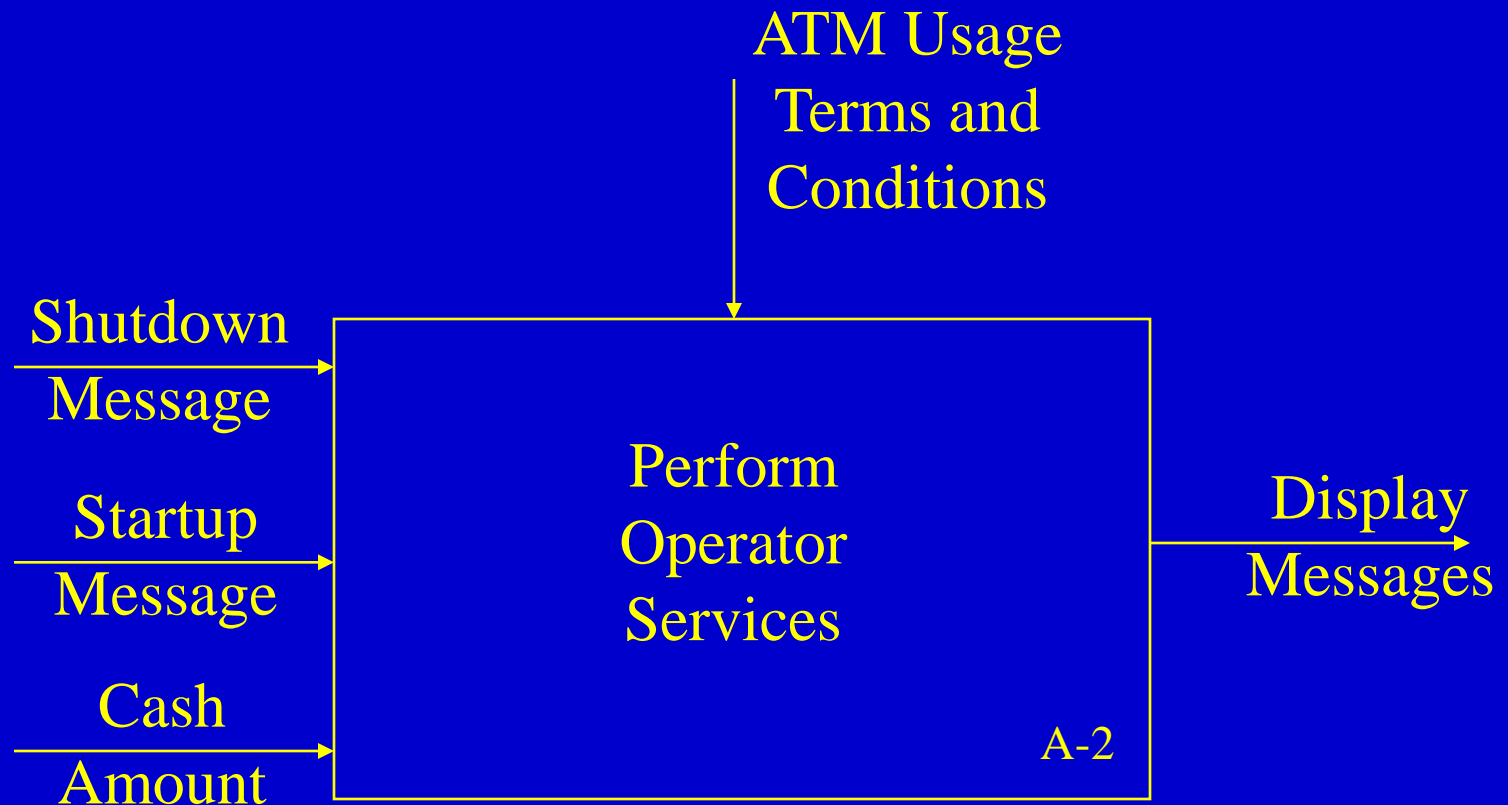 ATM Usage
Terms and
Conditions
Shutdown
Message
Startup
Message
Cash
Amount
Perform
Operator
Services
A-2
Display
Messages